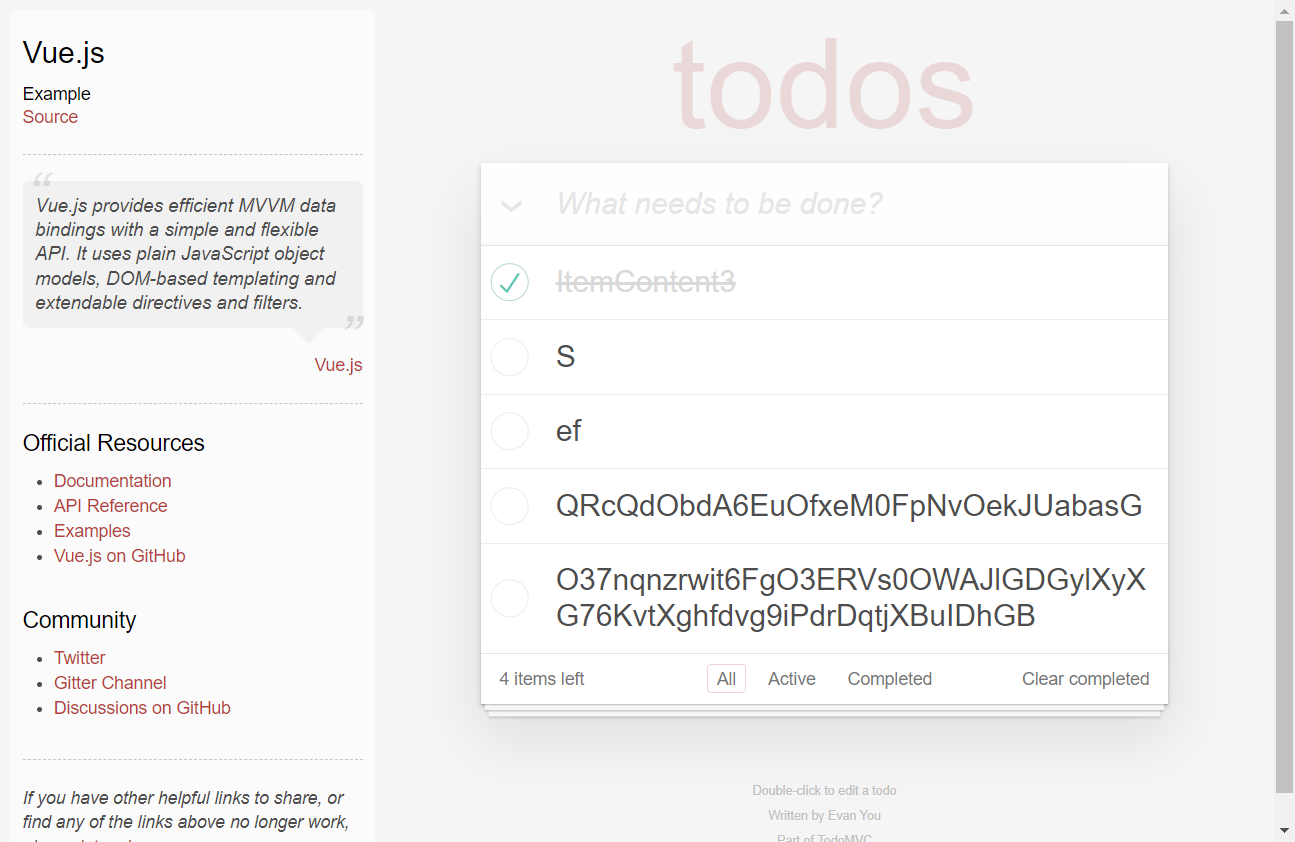 Vue.js
Example
Source
“
Vue.js provides efficient MVVM data
bindings with a simple and flexible
API. It uses plain JavaScript object
models, DOM-based templating and
extendable directives and filters.
”
Vue.js
Official Resources
Documentation
API Reference
Examples
Vue.js on GitHub
Community
Twitter
Gitter Channel
Discussions on GitHub
If you have other helpful links to share, or
find any of the links above no longer work,
todos
What needs to be done?
ItemContent3
S
ef
QRcQdObdA6EuOfxeM0FpNvOekJUabasG
4 items left
All
Active
Completed
Clear completed
Double-click to edit a todo
Written by Evan You
Part of TodoMVC